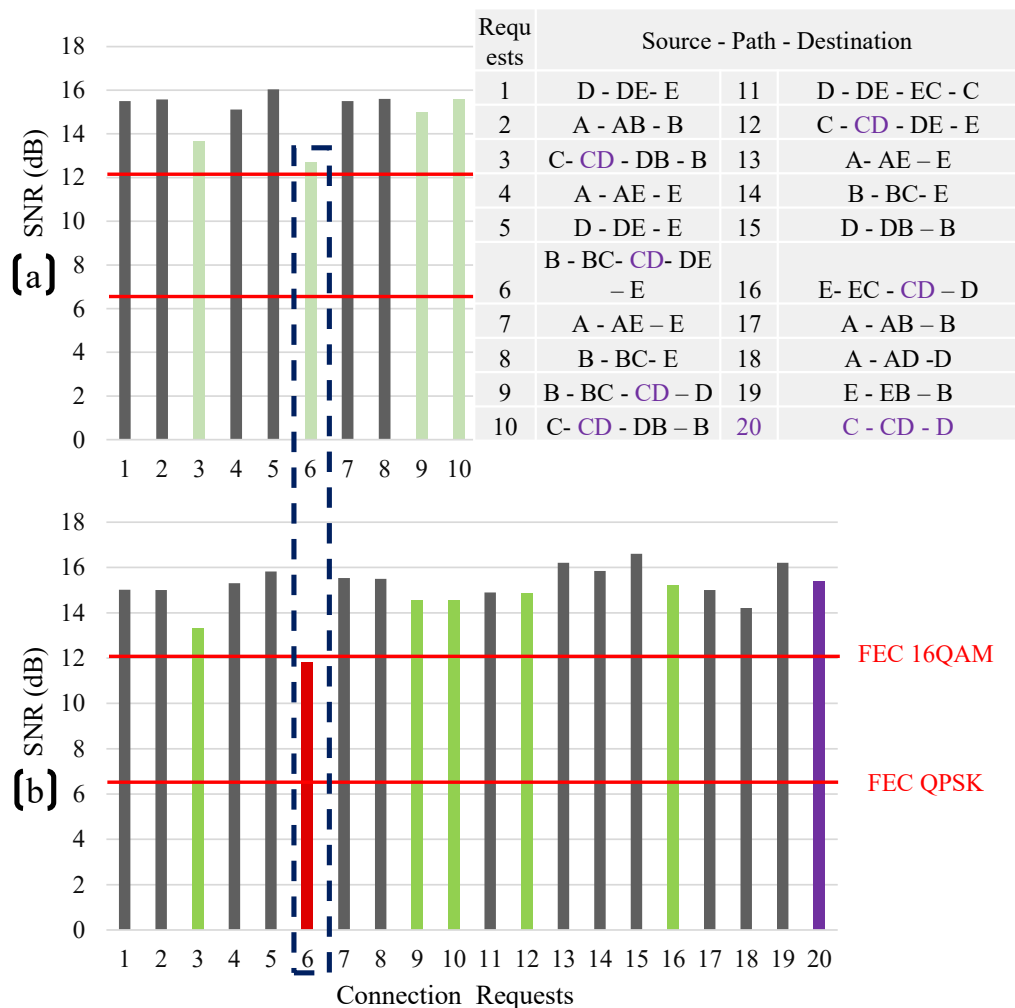 18
16
14
12
10
8
6
4
2
0
SNR (dB)
(a)
1 2 3 4 5 6 7 8 9 10
Requ
ests
Source - Path - Destination
1 D - DE- E 11 D - DE - EC - C
2 A - AB - B 12 C - CD - DE - E
3 C- CD - DB - B 13 A- AE – E
4 A - AE - E 14 B - BC- E
5 D - DE - E 15 D - DB – B
B - BC- CD- DE
6 – E 16 E- EC - CD – D
7 A - AE – E 17 A - AB – B
8 B - BC- E 18 A - AD -D
9 B - BC - CD – D 19 E - EB – B
10 C- CD - DB – B 20 C - CD - D
18
16
14
12
10
8
6
4
2
0
SNR (dB)
(b)
FEC 16QAM
FEC QPSK
1 2 3 4 5 6 7 8 9 10 11 12 13 14 15 16 17 18 19 20
Connection Requests